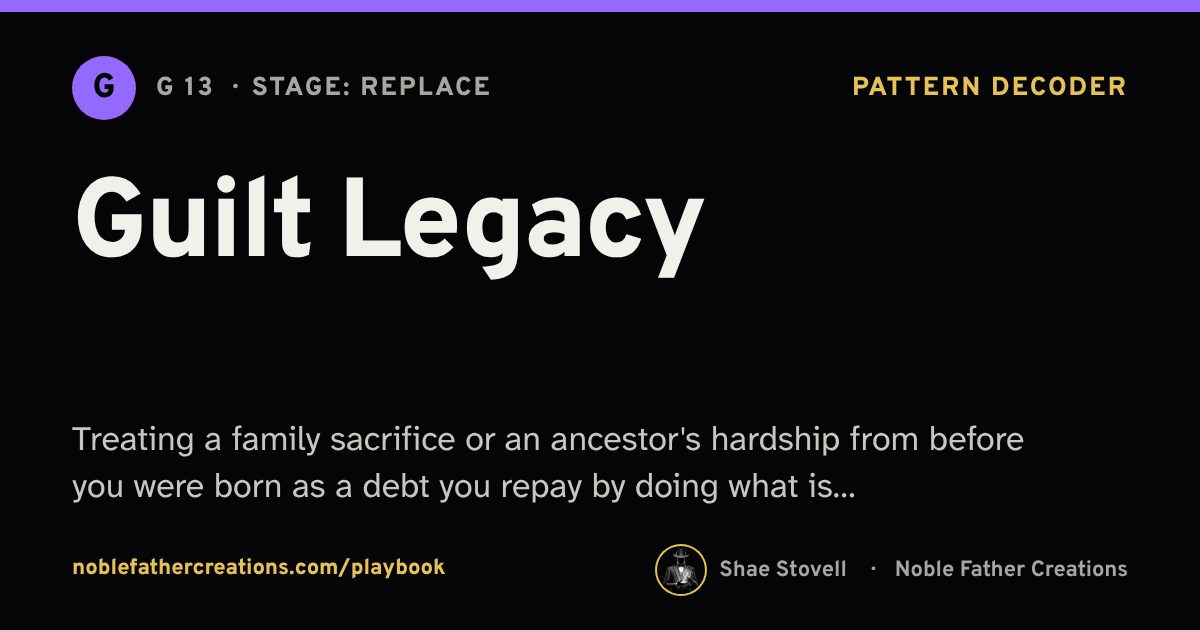 G
G 13 · STAGE: REPLACE
PATTERN DECODER
Guilt Legacy
Treating a family sacrifice or an ancestor's hardship from before
you were born as a debt you repay by doing what is...
noblefathercreations.com/playbook
Shae Stovell · Noble Father Creations